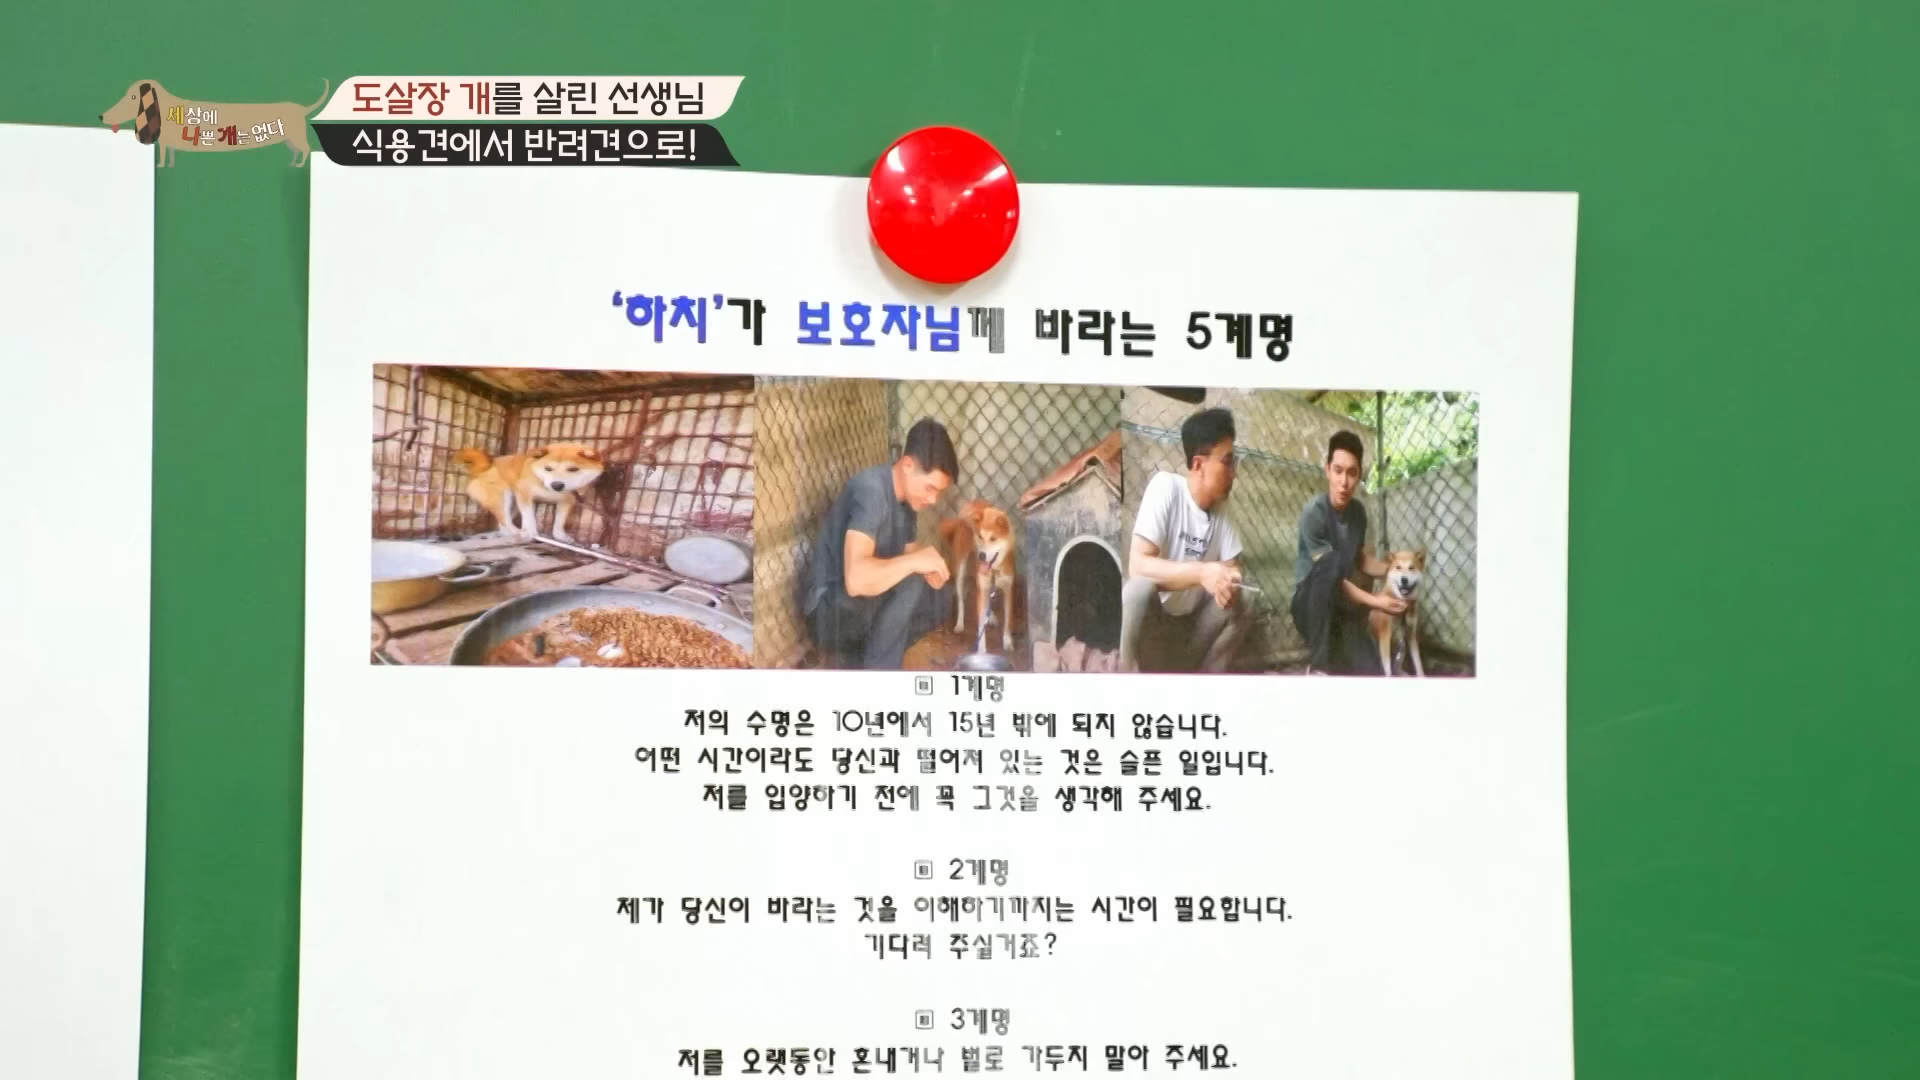 세상에
나쁜 개는 없다
도살장 개를 살린 선생님
식용견에서 반려견으로!
‘하치’가 보호자님께 바라는 5계명
▣ 1계명
저의 수명은 10년에서 15년 밖에 되지 않습니다.
어떤 시간이라도 당신과 떨어져 있는 것은 슬픈 일입니다.
저를 입양하기 전에 꼭 그것을 생각해 주세요.
▣ 2계명
제가 당신이 바라는 것을 이해하기까지는 시간이 필요합니다.
기다려 주실거죠?
▣ 3계명
저를 오랫동안 혼내거나 벌로 가두지 말아 주세요.